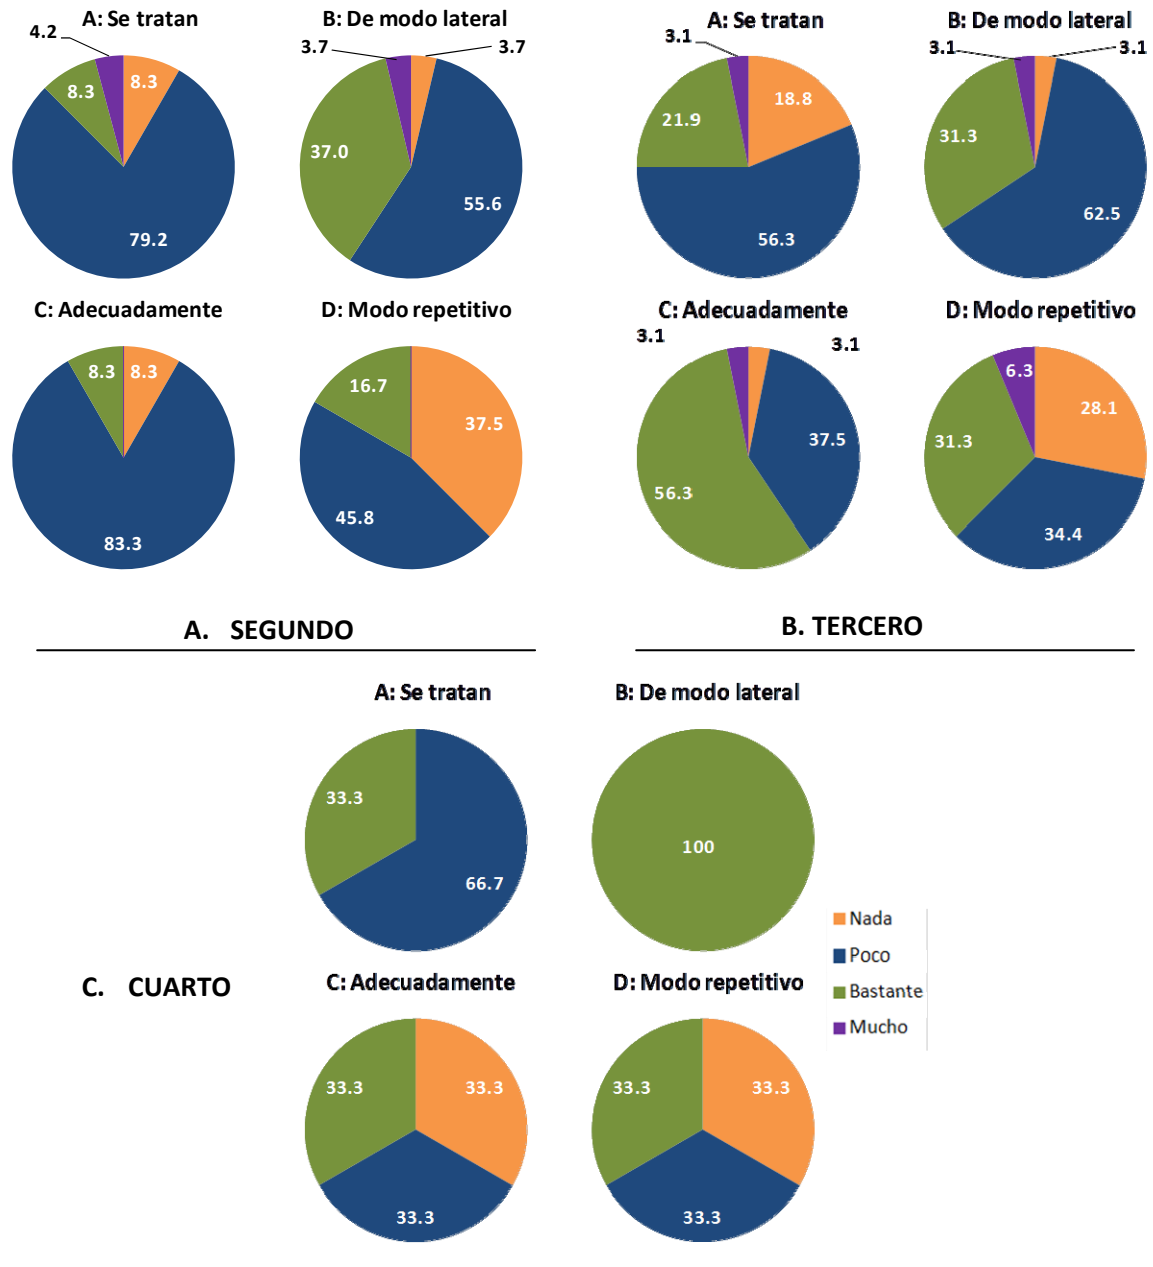 A: Se tratan
4.2
8.3
8.3
79.2
B: De modo lateral
3.7
3.7
37.0
55.6
C: Adecuadamente
8.3
8.3
83.3
D: Modo repetitivo
16.7
37.5
45.8
A. SEGUNDO
A: Se tratan
3.1
18.8
21.9
56.3
B: De modo lateral
3.1
3.1
31.3
62.5
C: Adecuadamente
3.1
3.1
37.5
56.3
D: Modo repetitivo
6.3
28.1
31.3
34.4
B. TERCERO
A: Se tratan
33.3
66.7
B: De modo lateral
100
Nada
Poco
Bastante
Mucho
C. CUARTO
C: Adecuadamente
33.3
33.3
33.3
D: Modo repetitivo
33.3
33.3
33.3